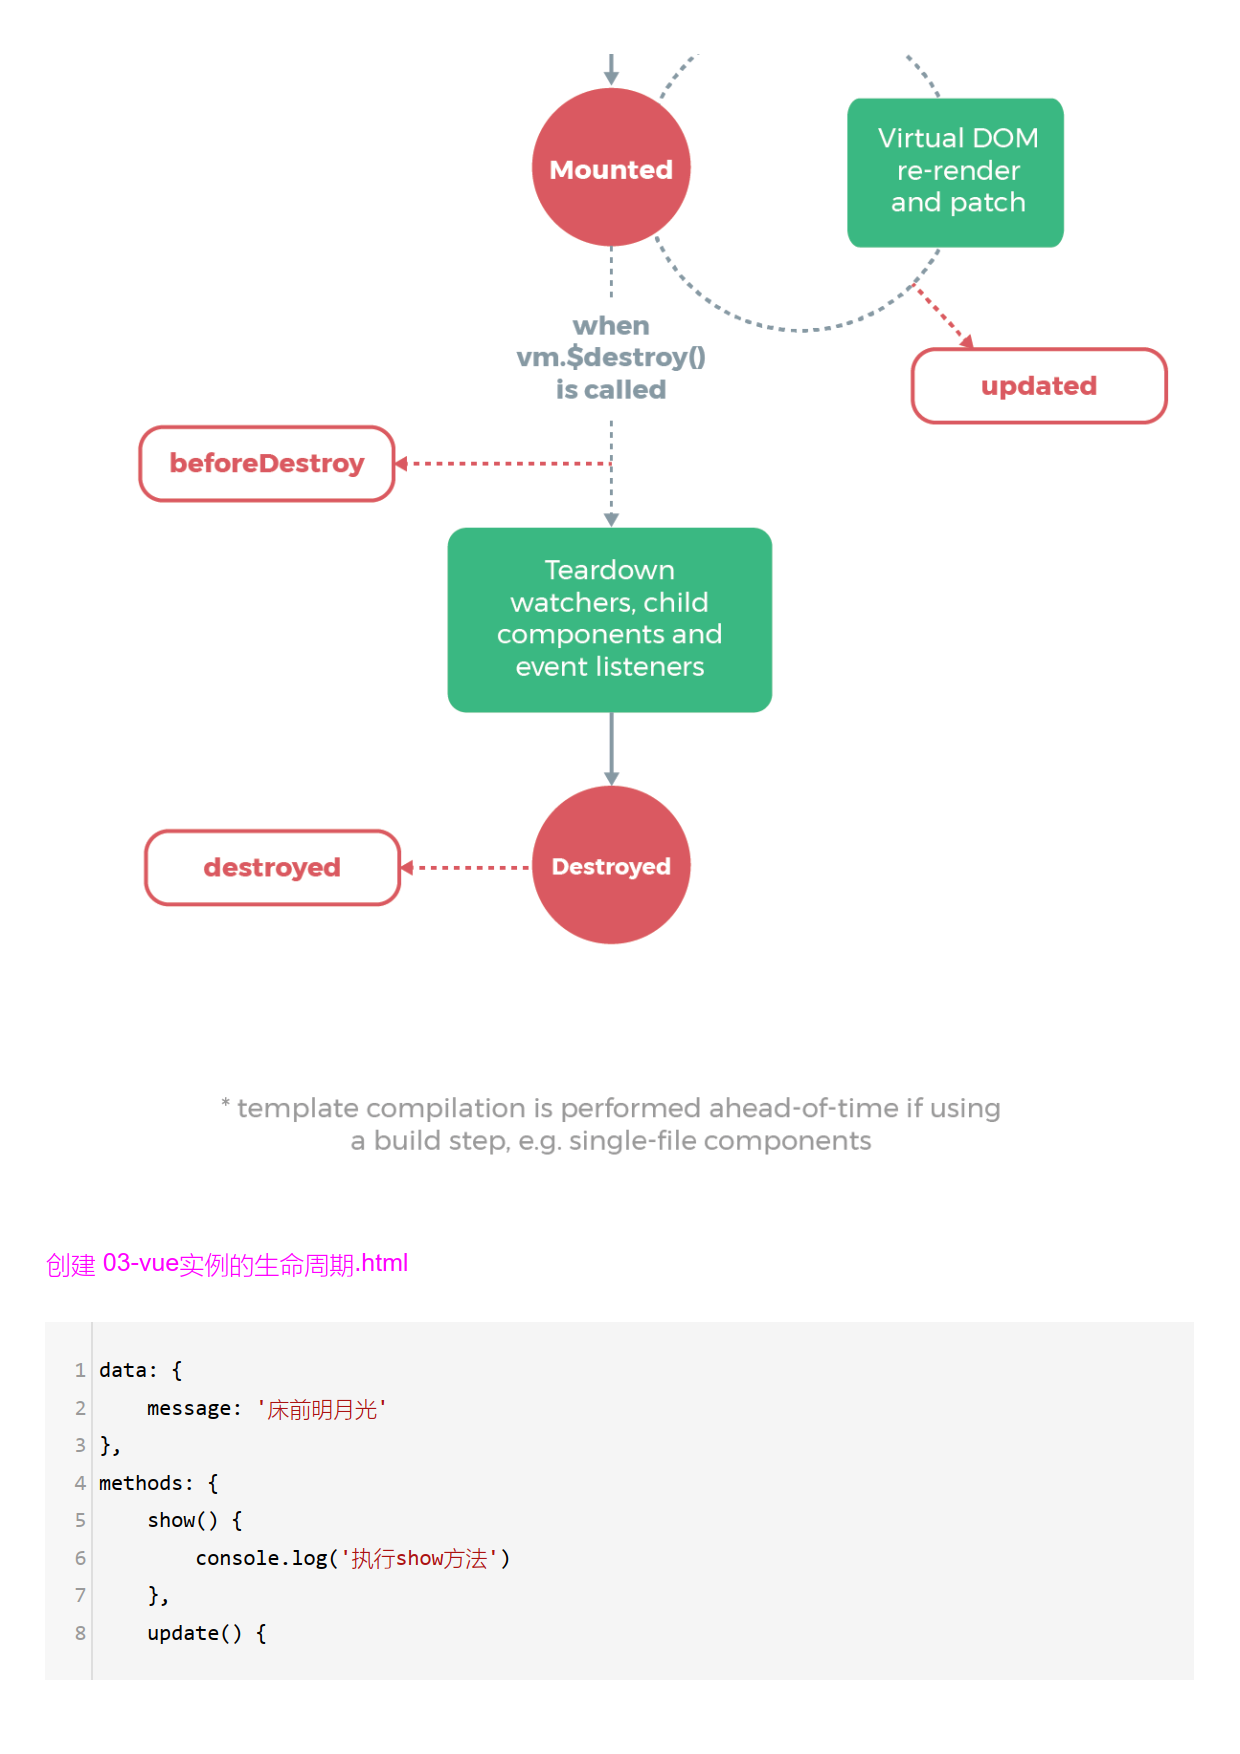 Mounted
Virtual DOM
re-render
and patch
when
vm.$destroy()
is called
updated
beforeDestroy
Teardown
watchers, child
components and
event listeners
destroyed
Destroyed
* template compilation is performed ahead-of-time if using
a build step, e.g. single-file components
创建 03-vue实例的生命周期.html
1 data: {
2     message: '床前明月光'
3 },
4 methods: {
5     show() {
6         console.log('执行show方法')
7     },
8     update() {